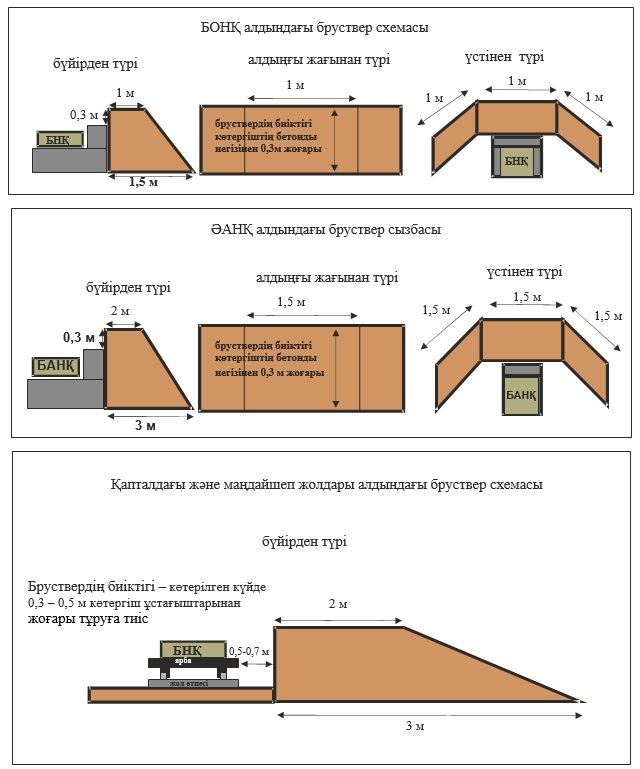 БОНҚ алдындағы бруствер схемасы
бүйірден түрі
алдыңғы жағынан түрі
үстінен түрі
1 м
0,3 м
БНҚ
1,5 м
1 м
бруствердің биіктігі
көтергіштің бетонды
негізінен 0,3м жоғары
1 м
1 м
1 м
БНҚ
ӘАНҚ алдындағы бруствер сызбасы
бүйірден түрі
алдыңғы жағынан түрі
үстінен түрі
2 м
0,3 м
БАНҚ
3 м
1,5 м
бруствердің биіктігі
көтергіштің бетонды
негізінен 0,3 м жоғары
1,5 м
1,5 м
1,5 м
БАНҚ
Қапталдағы және маңдайшеп жолдары алдындағы бруствер схемасы
бүйірден түрі
Бруствердің биіктігі – көтерілген күйде
0,3 – 0,5 м көтергіш ұстағыштарынан
жоғары тұруға тиіс
2 м
БНҚ
арба
0,5-0,7 м
жол өтпесі
3 м